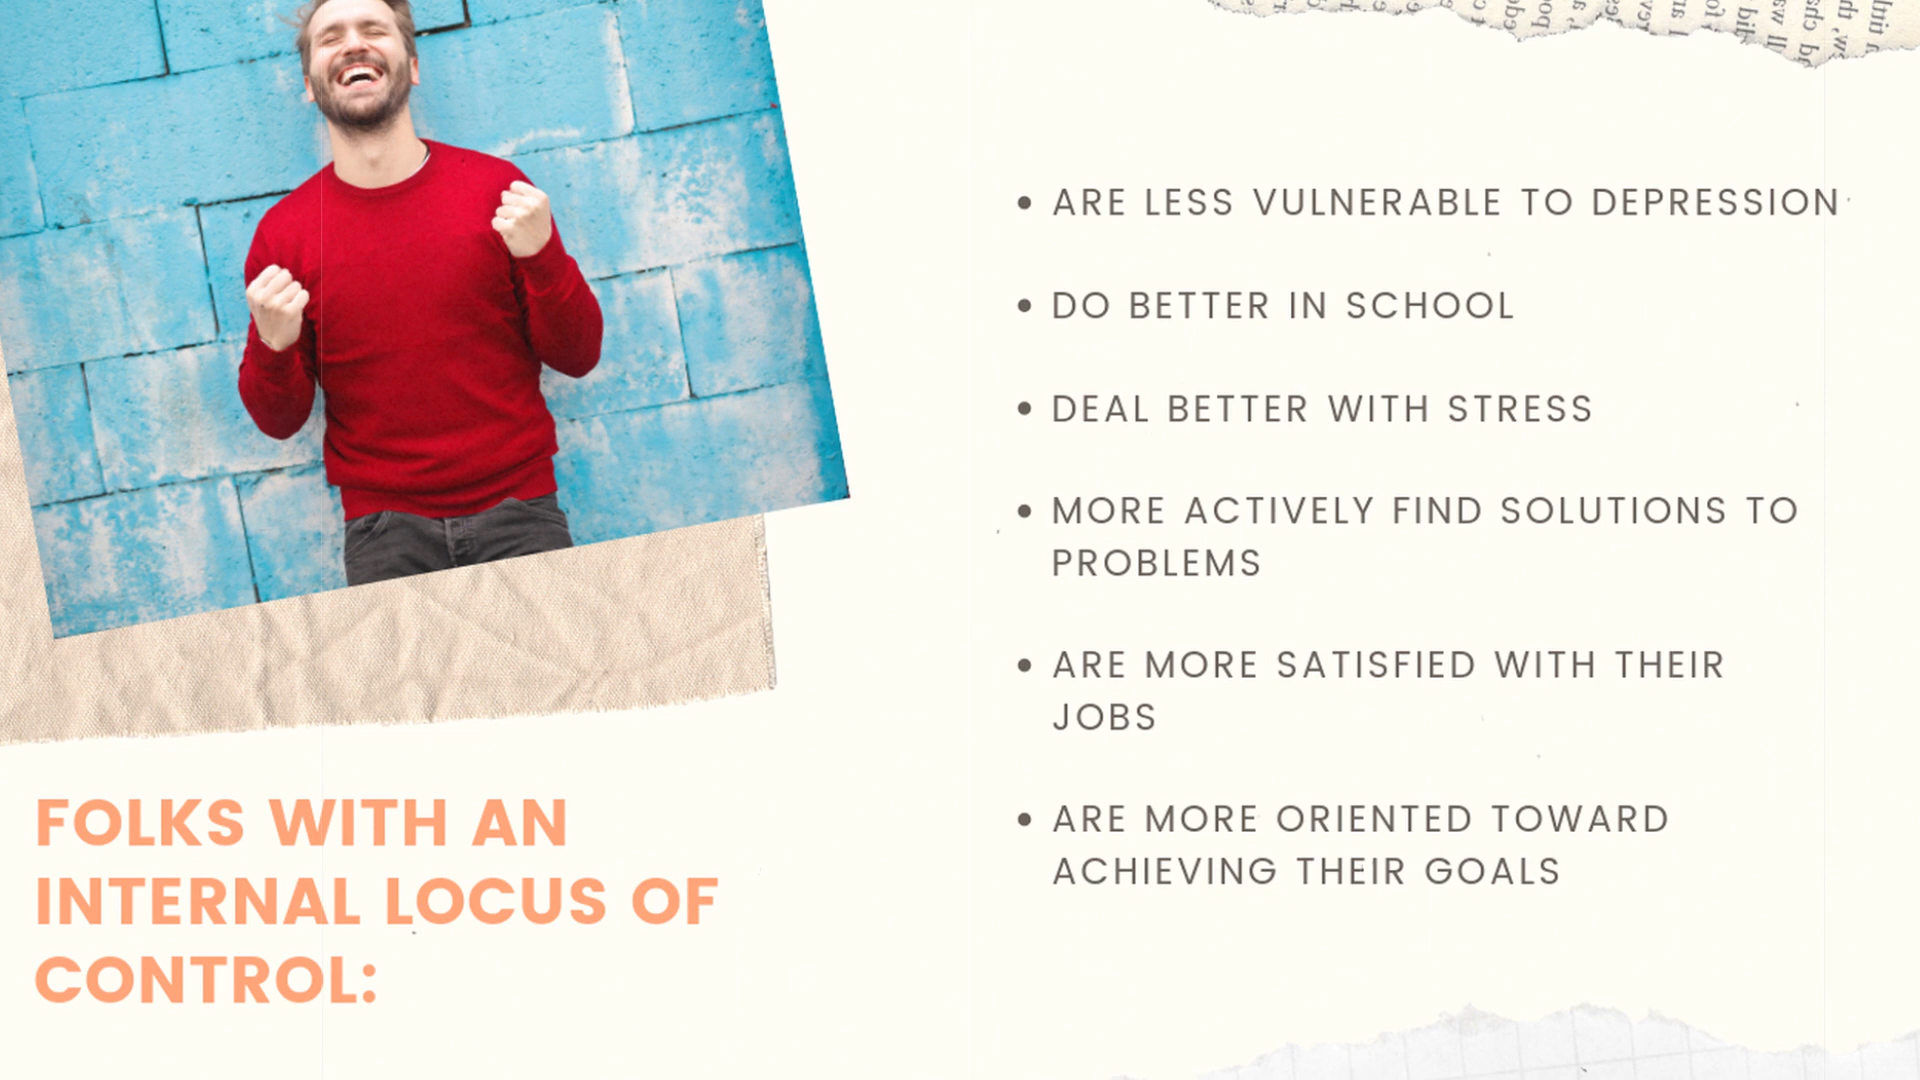 FOLKS WITH AN
INTERNAL LOCUS OF
CONTROL:
• ARE LESS VULNERABLE TO DEPRESSION
• DO BETTER IN SCHOOL
• DEAL BETTER WITH STRESS
• MORE ACTIVELY FIND SOLUTIONS TO
PROBLEMS
• ARE MORE SATISFIED WITH THEIR
JOBS
• ARE MORE ORIENTED TOWARD
ACHIEVING THEIR GOALS